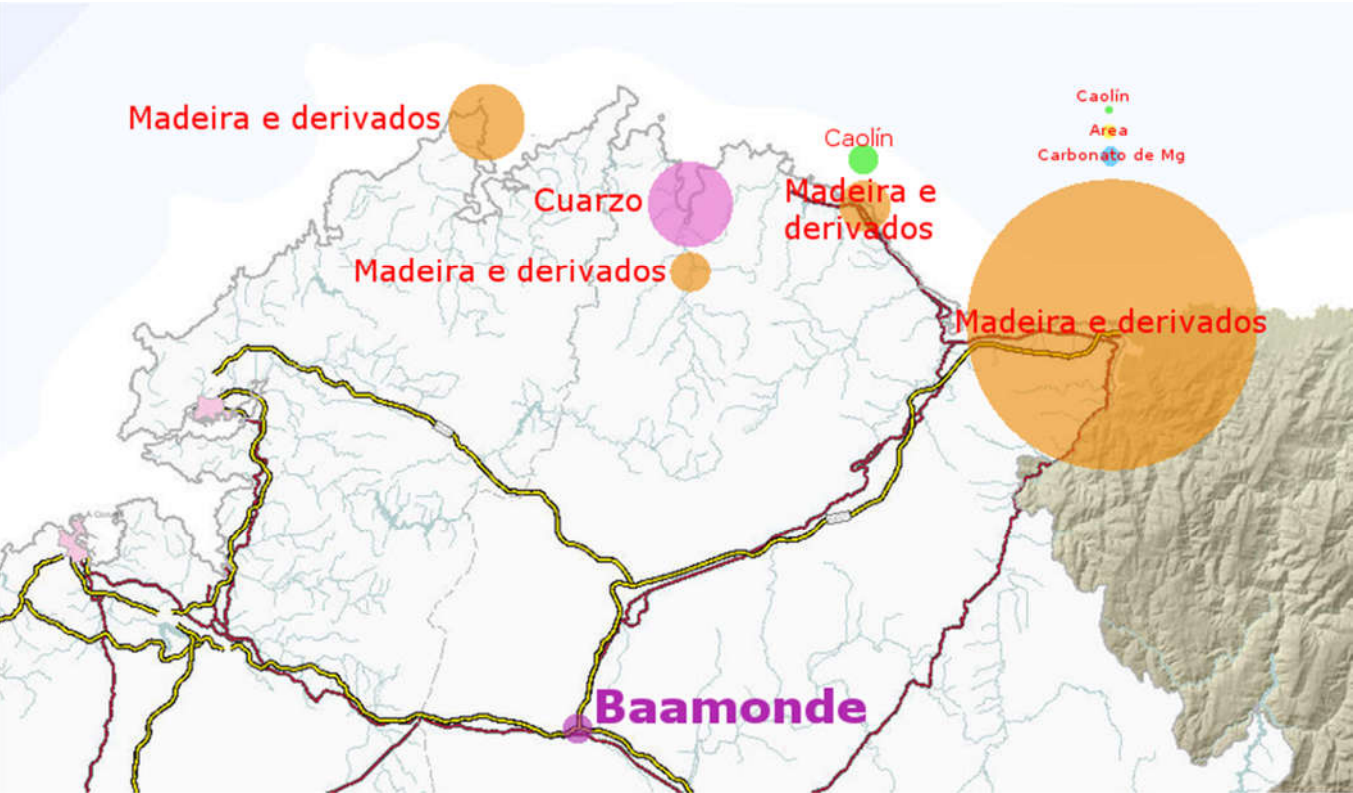 Caolín
Madeira e derivados
Area
Caolín
Carbonato de Mg
Madeira e
derivados
Cuarzo
Madeira e derivados
Madeira e derivados
Baamonde